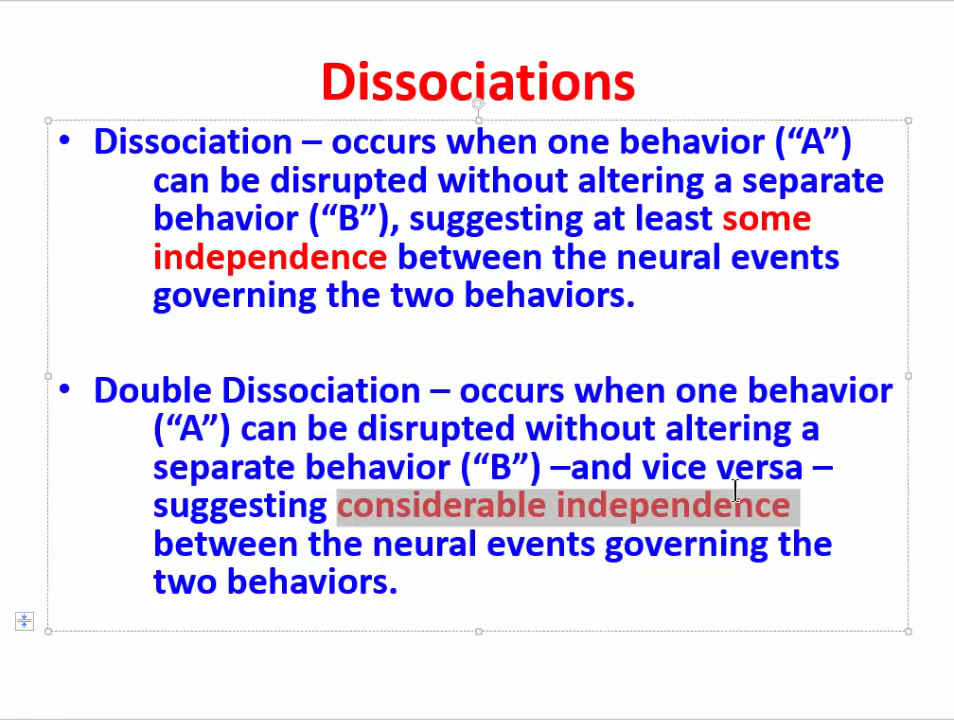 Dissociations
• Dissociation – occurs when one behavior (“A”)
can be disrupted without altering a separate
behavior (“B”), suggesting at least some
independence between the neural events
governing the two behaviors.
• Double Dissociation – occurs when one behavior
(“A”) can be disrupted without altering a
separate behavior (“B”) –and vice versa –
suggesting considerable independence
between the neural events governing the
two behaviors.